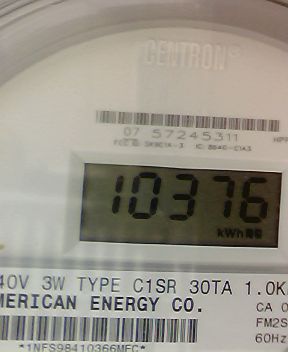 CENTRON®
07 57245311
10376
kWh
40V 3W TYPE C1SR 30TA 1.0K
MERICAN ENERGY CO.
CA 0
FM2S
60Hz
*1NFS98410366MEC*